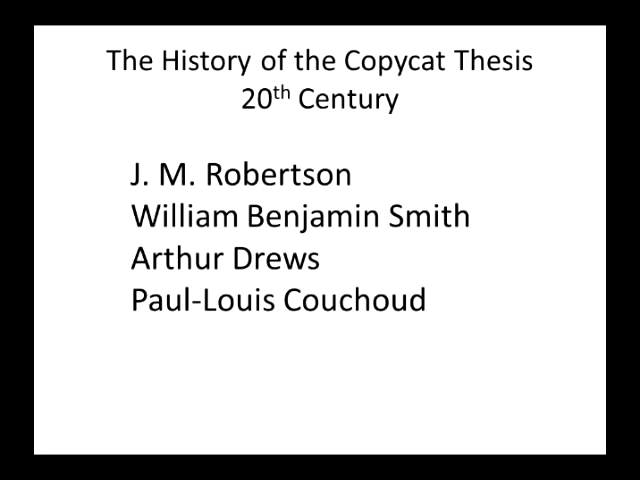 The History of the Copycat Thesis
20th Century
J. M. Robertson
William Benjamin Smith
Arthur Drews
Paul-Louis Couchoud